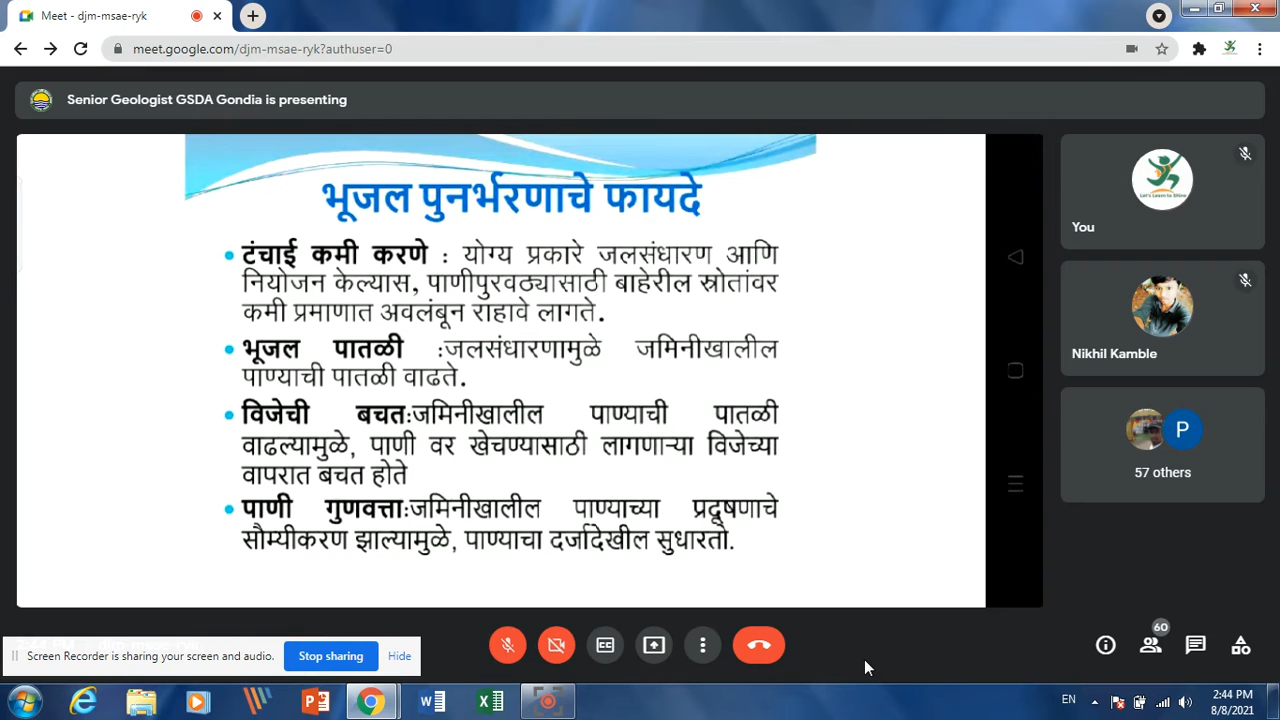 Meet - djm-msae-ryk
meet.google.com/djm-msae-ryk?authuser=0
Senior Geologist GSDA Gondia is presenting
भूजल पुनर्भरणाचे फायदे
• टंचाई कमी करणे : योग्य प्रकारे जलसंधारण आणि
नियोजन केल्यास, पाणीपुरवठ्यासाठी बाहेरील स्रोतांवर
कमी प्रमाणात अवलंबून राहावे लागते.
• भूजल पातळी :जलसंधारणामुळे जमिनीखालील
पाण्याची पातळी वाढते.
• विजेची बचत:जमिनीखालील पाण्याची पातळी
वाढल्यामुळे, पाणी वर खेचण्यासाठी लागणाऱ्या विजेच्या
वापरात बचत होते
• पाणी गुणवत्ता:जमिनीखालील पाण्याच्या प्रदूषणाचे
सौम्यीकरण झाल्यामुळे, पाण्याचा दर्जादेखील सुधारतो.
Let's Learn to Shine
You
Nikhil Kamble
P
57 others
60
Screen Recorder is sharing your screen and audio.
Stop sharing
Hide
EN
2:44 PM
8/8/2021